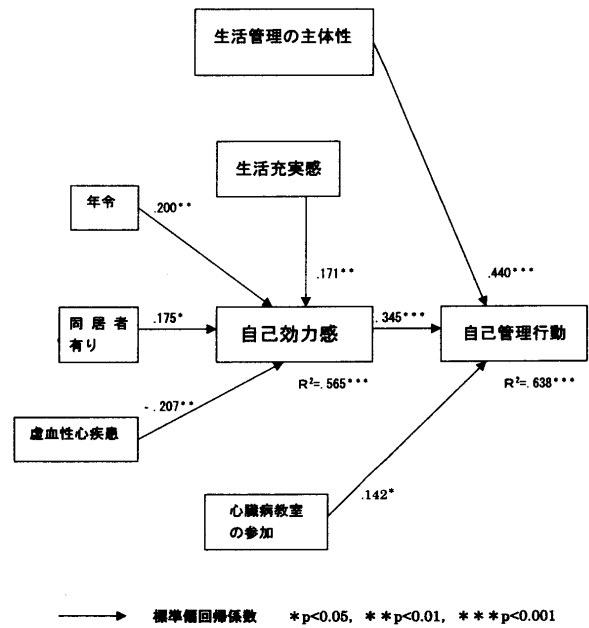 生活管理の主体性
生活充実感
年令
.200**
.171**
.440***
同居者
有り
.175*
自己効力感
.345***
自己管理行動
R²=.565***
R²=.638***
-.207**
虚血性心疾患
心臓病教室
の参加
.142*
標準偏回帰係数 *p<0.05, **p<0.01, ***p<0.001